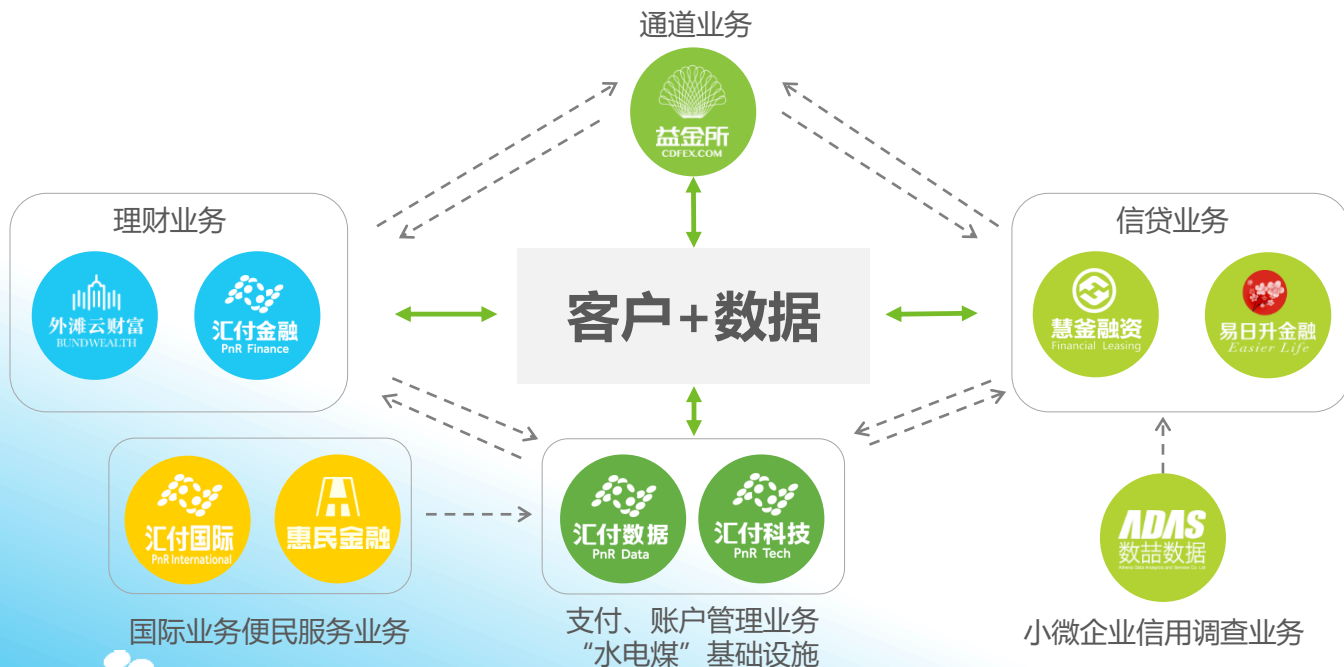 通道业务
益金所
CDFEX.COM
理财业务
外滩云财富
BUNDWEALTH
汇付金融
PnR Finance
客户+数据
信贷业务
慧釜融资
Financial Leasing
易日升金融
Easier Life
汇付国际
PnR International
惠民金融
国际业务便民服务业务
汇付数据
PnR Data
汇付科技
PnR Tech
支付、账户管理业务
“水电煤”基础设施
ADAS
数喆数据
小微企业信用调查业务